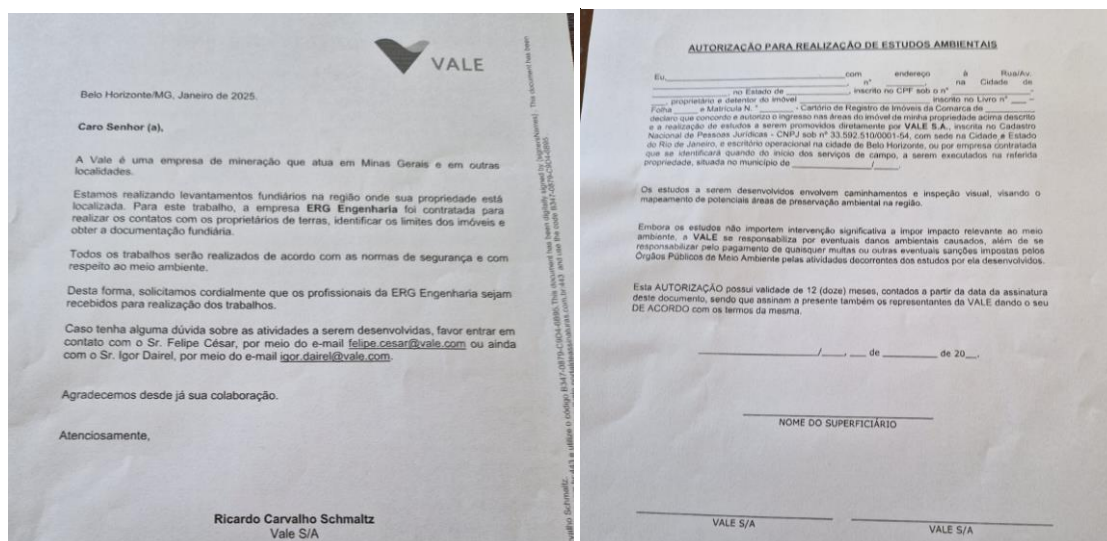 VALE
Belo Horizonte/MG, Janeiro de 2025.
Caro Senhor (a),
A Vale é uma empresa de mineração que atua em Minas Gerais e em outras
localidades.
Estamos realizando levantamentos fundiários na região onde sua propriedade está
localizada. Para este trabalho, a empresa ERG Engenharia foi contratada para
realizar os contatos com os proprietários de terras, identificar os limites dos imóveis e
obter a documentação fundiária.
Todos os trabalhos serão realizados de acordo com as normas de segurança e com
respeito ao meio ambiente.
Desta forma, solicitamos cordialmente que os profissionais da ERG Engenharia sejam
recebidos para realização dos trabalhos.
Caso tenha alguma dúvida sobre as atividades a serem desenvolvidas, favor entrar em
contato com o Sr. Felipe César, por meio do e-mail felipe.cesar@vale.com ou ainda
com o Sr. Igor Dairel, por meio do e-mail igor.dairel@vale.com.
Agradecemos desde já sua colaboração.
Atenciosamente,
Ricardo Carvalho Schmaltz
Vale S/A
AUTORIZAÇÃO PARA REALIZAÇÃO DE ESTUDOS AMBIENTAIS
Eu,____________________com endereço à Rua/Av.
____________________ nº ______, na Cidade de
__________, no Estado de __________, inscrito no CPF sob o nº __________-
___, proprietário e detentor do imóvel ____________________ inscrito no Livro nº ___ –
Folha _____ e Matrícula N. ° ______ - Cartório de Registro de Imóveis da Comarca de __________
declaro que concordo e autorizo o ingresso nas áreas do imóvel de minha propriedade acima descrito
e a realização de estudos a serem promovidos diretamente por VALE S.A., inscrita no Cadastro
Nacional de Pessoas Jurídicas - CNPJ sob nº 33.592.510/0001-54, com sede na Cidade e Estado
do Rio de Janeiro, e escritório operacional na cidade de Belo Horizonte, ou por empresa contratada
que se identificará quando do início dos serviços de campo, a serem executados na referida
propriedade, situada no município de ______________/_____.
Os estudos a serem desenvolvidos envolvem caminhamentos e inspeção visual, visando o
mapeamento de potenciais áreas de preservação ambiental na região.
Embora os estudos não importem intervenção significativa a impor impacto relevante ao meio
ambiente, a VALE se responsabiliza por eventuais danos ambientais causados, além de se
responsabilizar pelo pagamento de quaisquer multas ou outras eventuais sanções impostas pelos
Órgãos Públicos de Meio Ambiente pelas atividades decorrentes dos estudos por ela desenvolvidos.
Esta AUTORIZAÇÃO possui validade de 12 (doze) meses, contados a partir da data da assinatura
deste documento, sendo que assinam a presente também os representantes da VALE dando o seu
DE ACORDO com os termos da mesma.
________________/____, ___ de _________ de 20__.
NOME DO SUPERFICIÁRIO
VALE S/A
VALE S/A